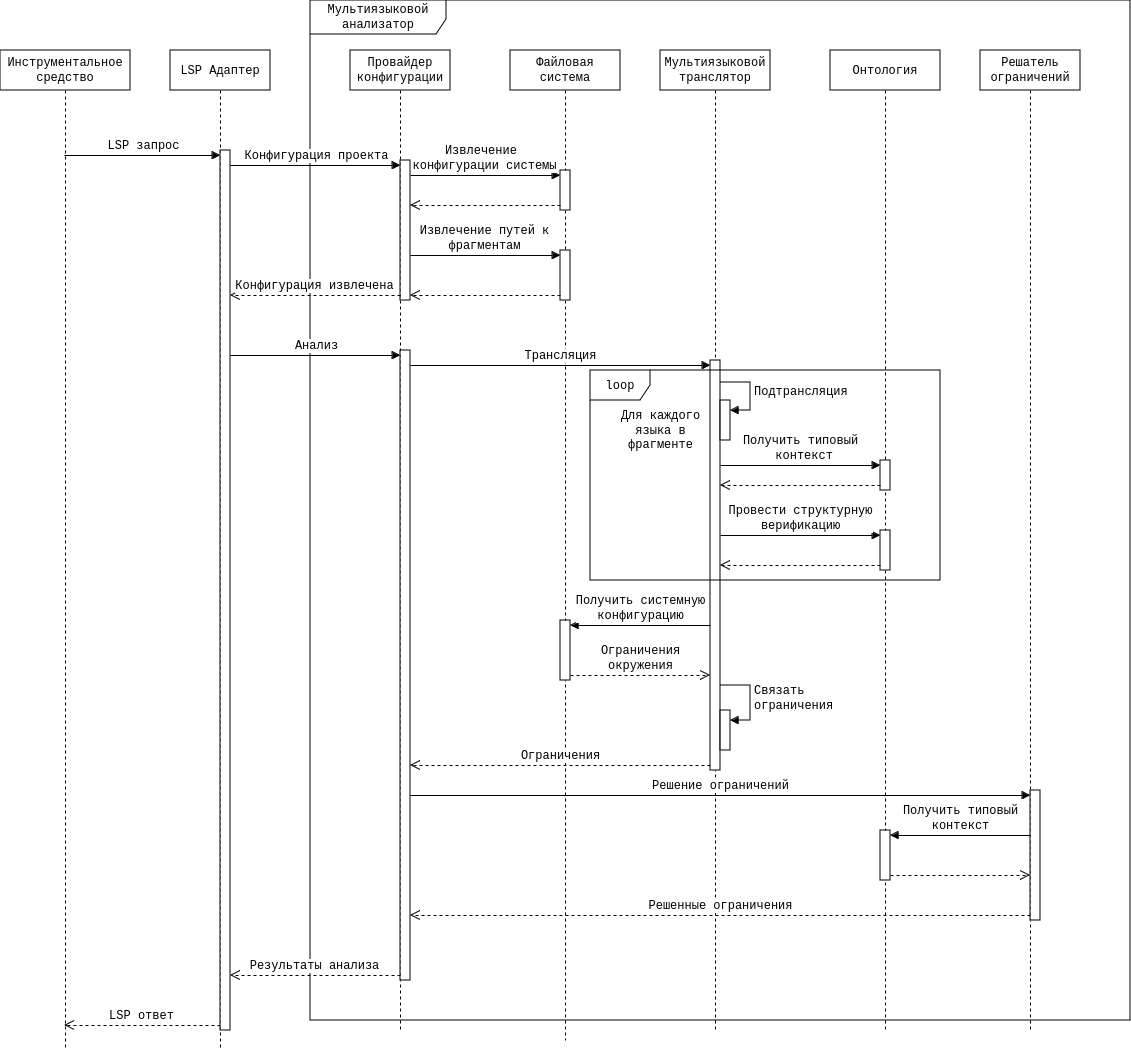 Мультиязыковой
анализатор
Инструментальное
средство
LSP Адаптер
Провайдер
конфигурации
Файловая
система
Мультиязыковой
транслятор
Онтология
Решатель
ограничений
LSP запрос
Конфигурация проекта
Извлечение
конфигурации системы
Извлечение путей к
фрагментам
Конфигурация извлечена
Анализ
Трансляция
loop
Для каждого
языка в
фрагменте
Подтрансляция
Получить типовый
контекст
Провести структурную
верификацию
Получить системную
конфигурацию
Ограничения
окружения
Связать
ограничения
Ограничения
Решение ограничений
Получить типовый
контекст
Решенные ограничения
Результаты анализа
LSP ответ